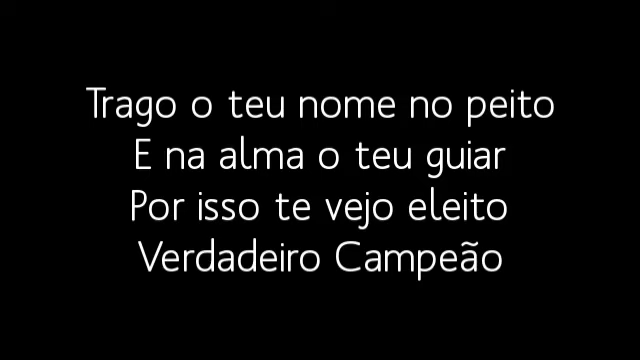 Trago o teu nome no peito
E na alma o teu guiar
Por isso te vejo eleito
Verdadeiro Campeão